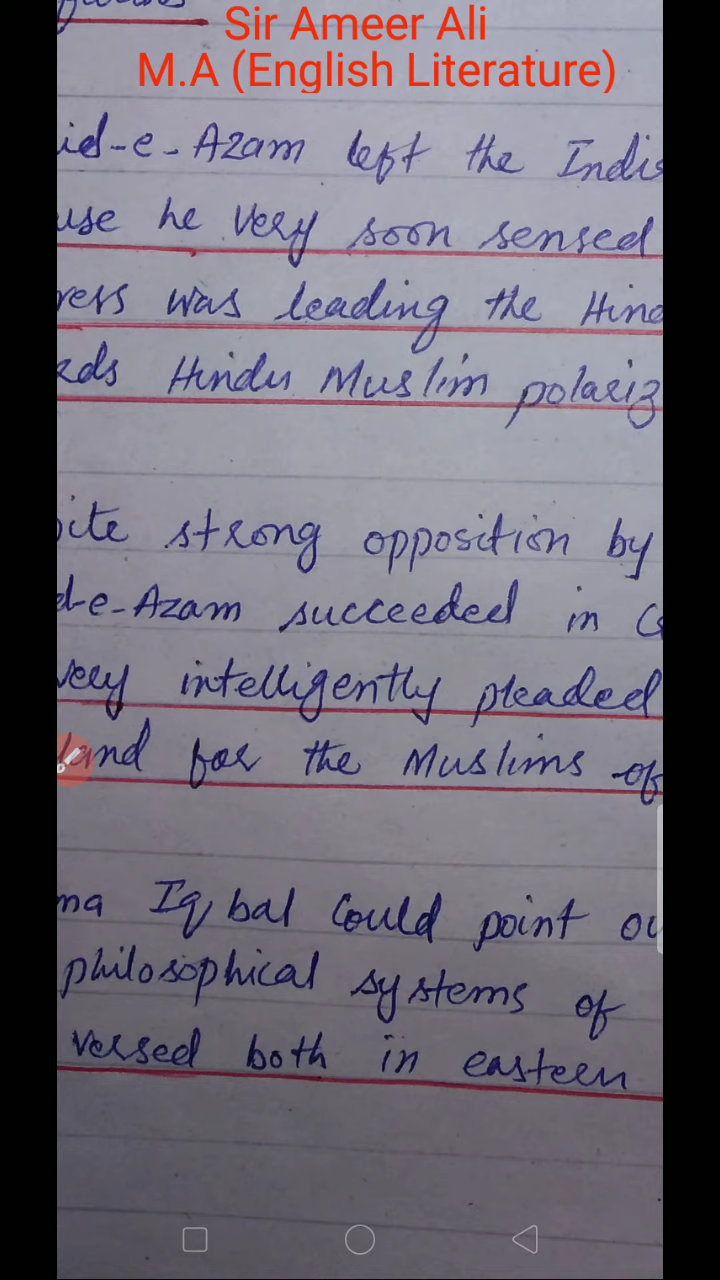 Sir Ameer Ali
M.A (English Literature)
id-e-Azam left the Indi
use he very soon sensed
ress was leading the Hind
rds Hindu Muslim polariz
ite strong opposition by
d-e-Azam succeeded in G
very intelligently pleaded
land for the Muslims of
ma Iqbal Could point ou
philosophical systems of
versed both in eastern